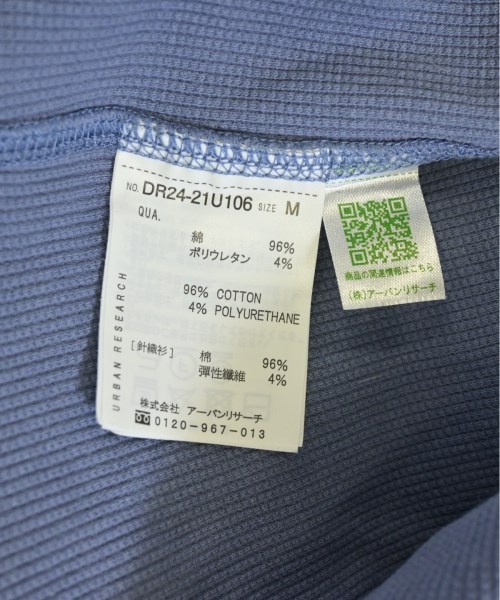 NO. DR24-21U106 SIZE M
QUA.
綿 96%
ポリウレタン 4%
96% COTTON
4% POLYURETHANE
[針織衫] 棉 96%
彈性纖維 4%
URBAN RESEARCH
株式会社 アーバンリサーチ
0120-967-013
商品の関連情報はこちら
(株)アーバンリサーチ